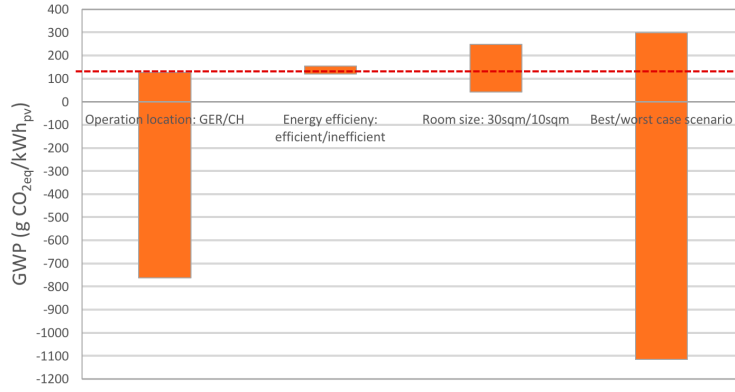 400
300
200
100
0
-100
-200
-300
-400
-500
-600
-700
-800
-900
-1000
-1100
-1200
GWP (g CO2eq/kWhpv)
Operation location: GER/CH
Energy efficieny:
efficient/inefficient
Room size: 30sqm/10sqm
Best/worst case scenario